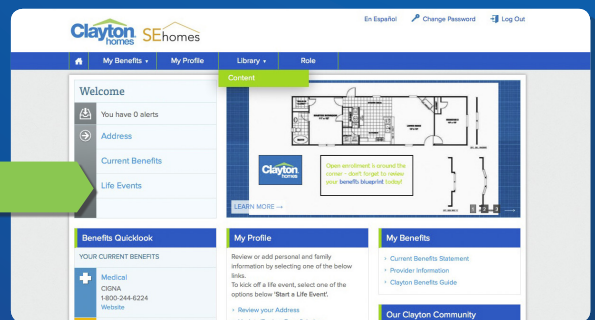 En Español Change Password Log Out
Clayton homes SEhomes
My Benefits My Profile Library Role
Content
Welcome
You have 0 alerts
Address
Current Benefits
Life Events
Clayton homes
Open enrollment is around the
corner - don't forget to review
your benefits blueprint today!
LEARN MORE →
1 2 3
Benefits Quicklook
YOUR CURRENT BENEFITS
Medical
CIGNA
1-800-244-6224
Website
My Profile
Review or add personal and family
information by selecting one of the below
links.
To kick off a life event, select one of the
options below 'Start a Life Event'.
Review your Address
My Benefits
Current Benefits Statement
Provider Information
Clayton Benefits Guide
Our Clayton Community